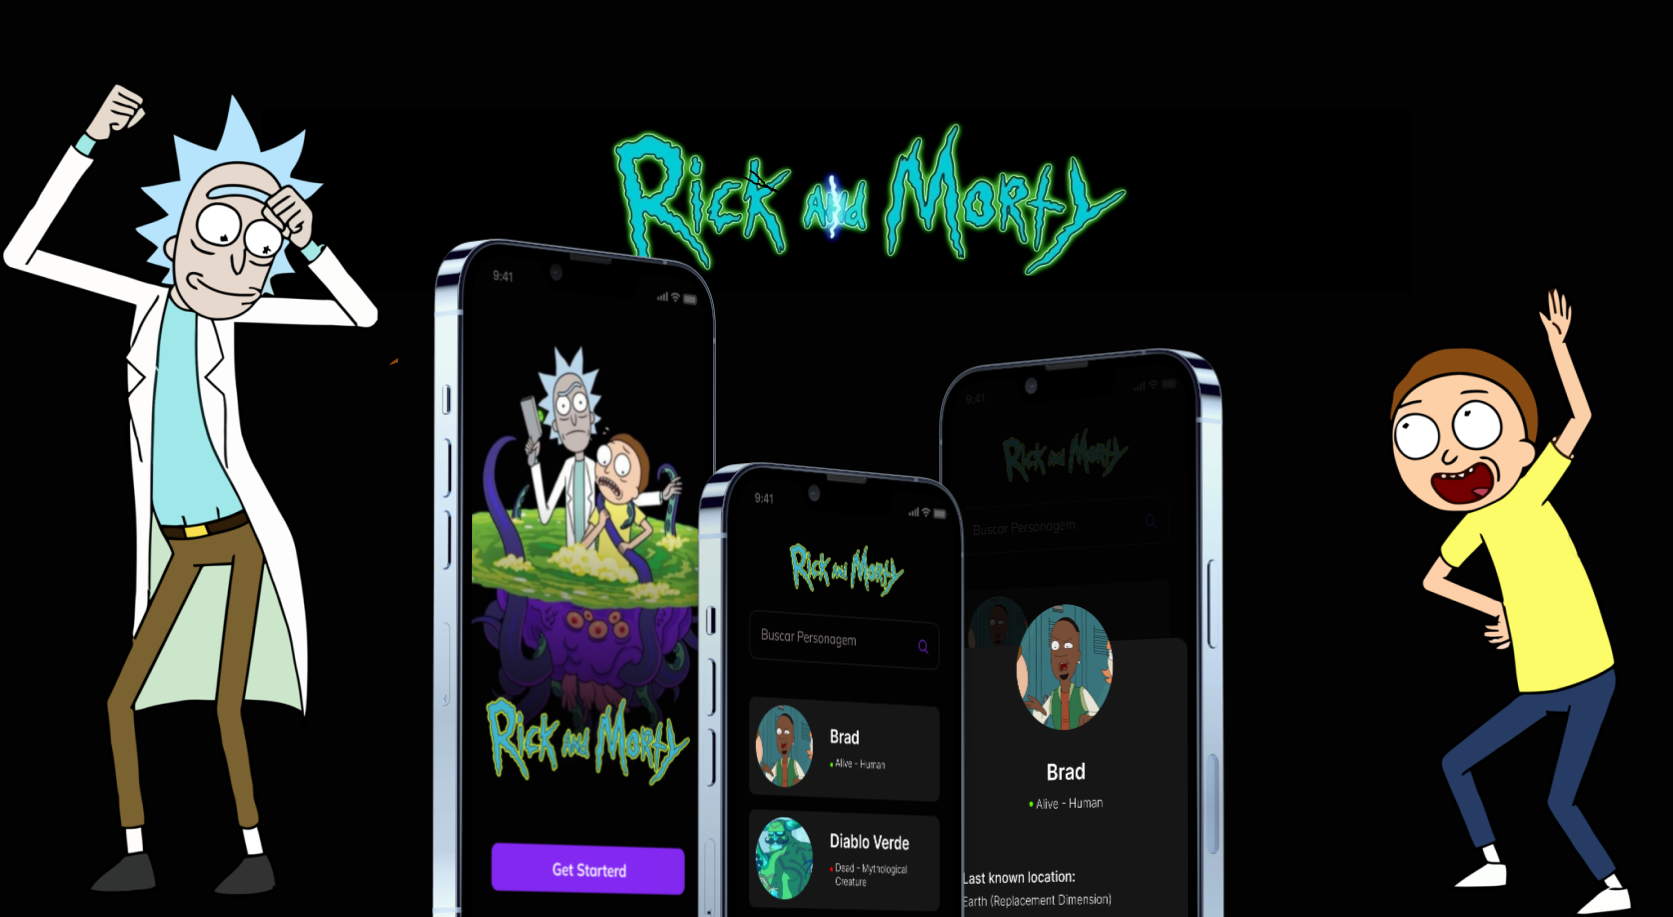 Rick and Morty
9:41
Rick and Morty
Get Starterd
9:41
Rick and Morty
Buscar Personagem
Brad
Alive - Human
Diablo Verde
Dead - Mythological
Creature
9:41
Rick and Morty
Buscar Personagem
Brad
Alive - Human
Last known location:
Earth (Replacement Dimension)